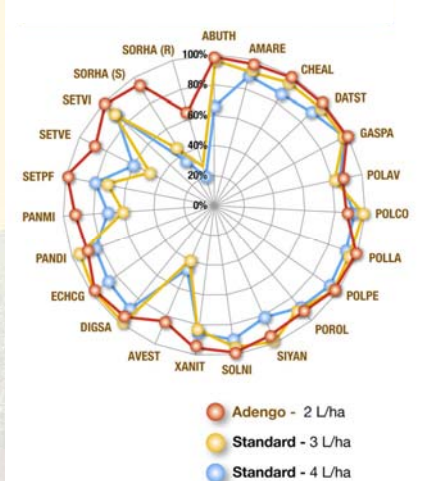 ABUTH
AMARE
CHEAL
DATST
GASPA
POLAV
POLCO
POLLA
POLPE
POROL
SIYAN
SOLNI
XANIT
AVEST
DIGSA
ECHCG
PANDI
PANMI
SETPF
SETVE
SETVI
SORHA (S)
SORHA (R)
100%
80%
60%
40%
20%
0%
Adengo - 2 L/ha
Standard - 3 L/ha
Standard - 4 L/ha